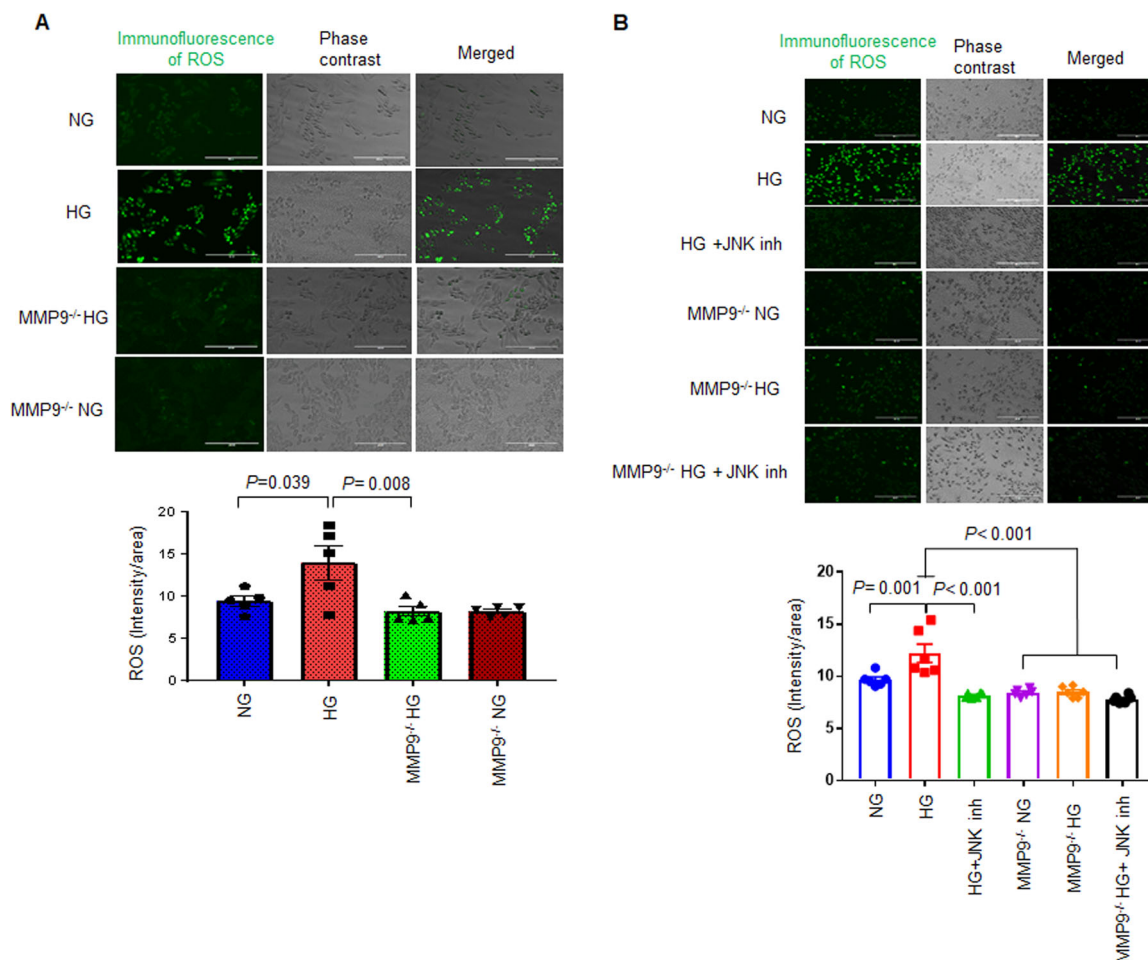 A
Immunofluorescence
of ROS
Phase
contrast
Merged
NG
HG
MMP9-/- HG
MMP9-/- NG
P=0.039
P= 0.008
ROS (Intensity/area)
20
15
10
5
0
NG
HG
MMP9-/- HG
MMP9-/- NG
B
Immunofluorescence
of ROS
Phase
contrast
Merged
NG
HG
HG +JNK inh
MMP9-/- NG
MMP9-/- HG
MMP9-/- HG + JNK inh
P< 0.001
P= 0.001
P< 0.001
ROS (Intensity/area)
20
15
10
5
0
NG
HG
HG+JNK inh
MMP9-/- NG
MMP9-/- HG
MMP9-/- HG+ JNK inh